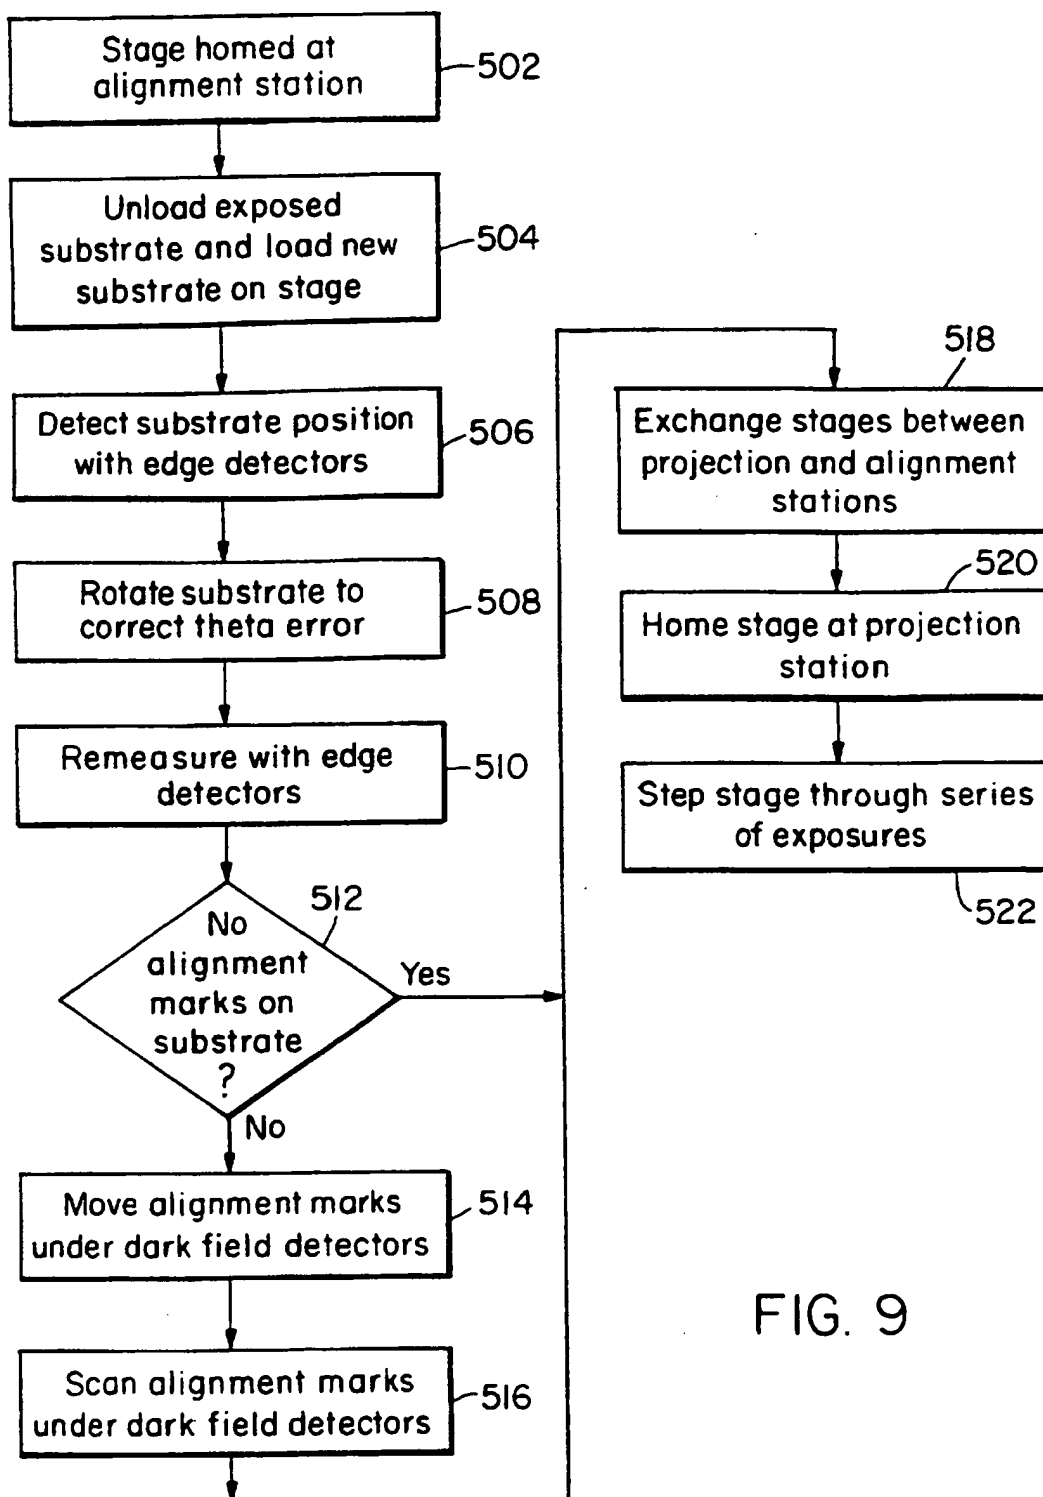 Stage homed at
alignment station
502
Unload exposed
substrate and load new
substrate on stage
504
Detect substrate position
with edge detectors
506
Rotate substrate to
correct theta error
508
Remeasure with edge
detectors
510
No
alignment
marks on
substrate
?
512
Yes
No
Move alignment marks
under dark field detectors
514
Scan alignment marks
under dark field detectors
516
518
Exchange stages between
projection and alignment
stations
520
Home stage at projection
station
Step stage through series
of exposures
522
FIG. 9